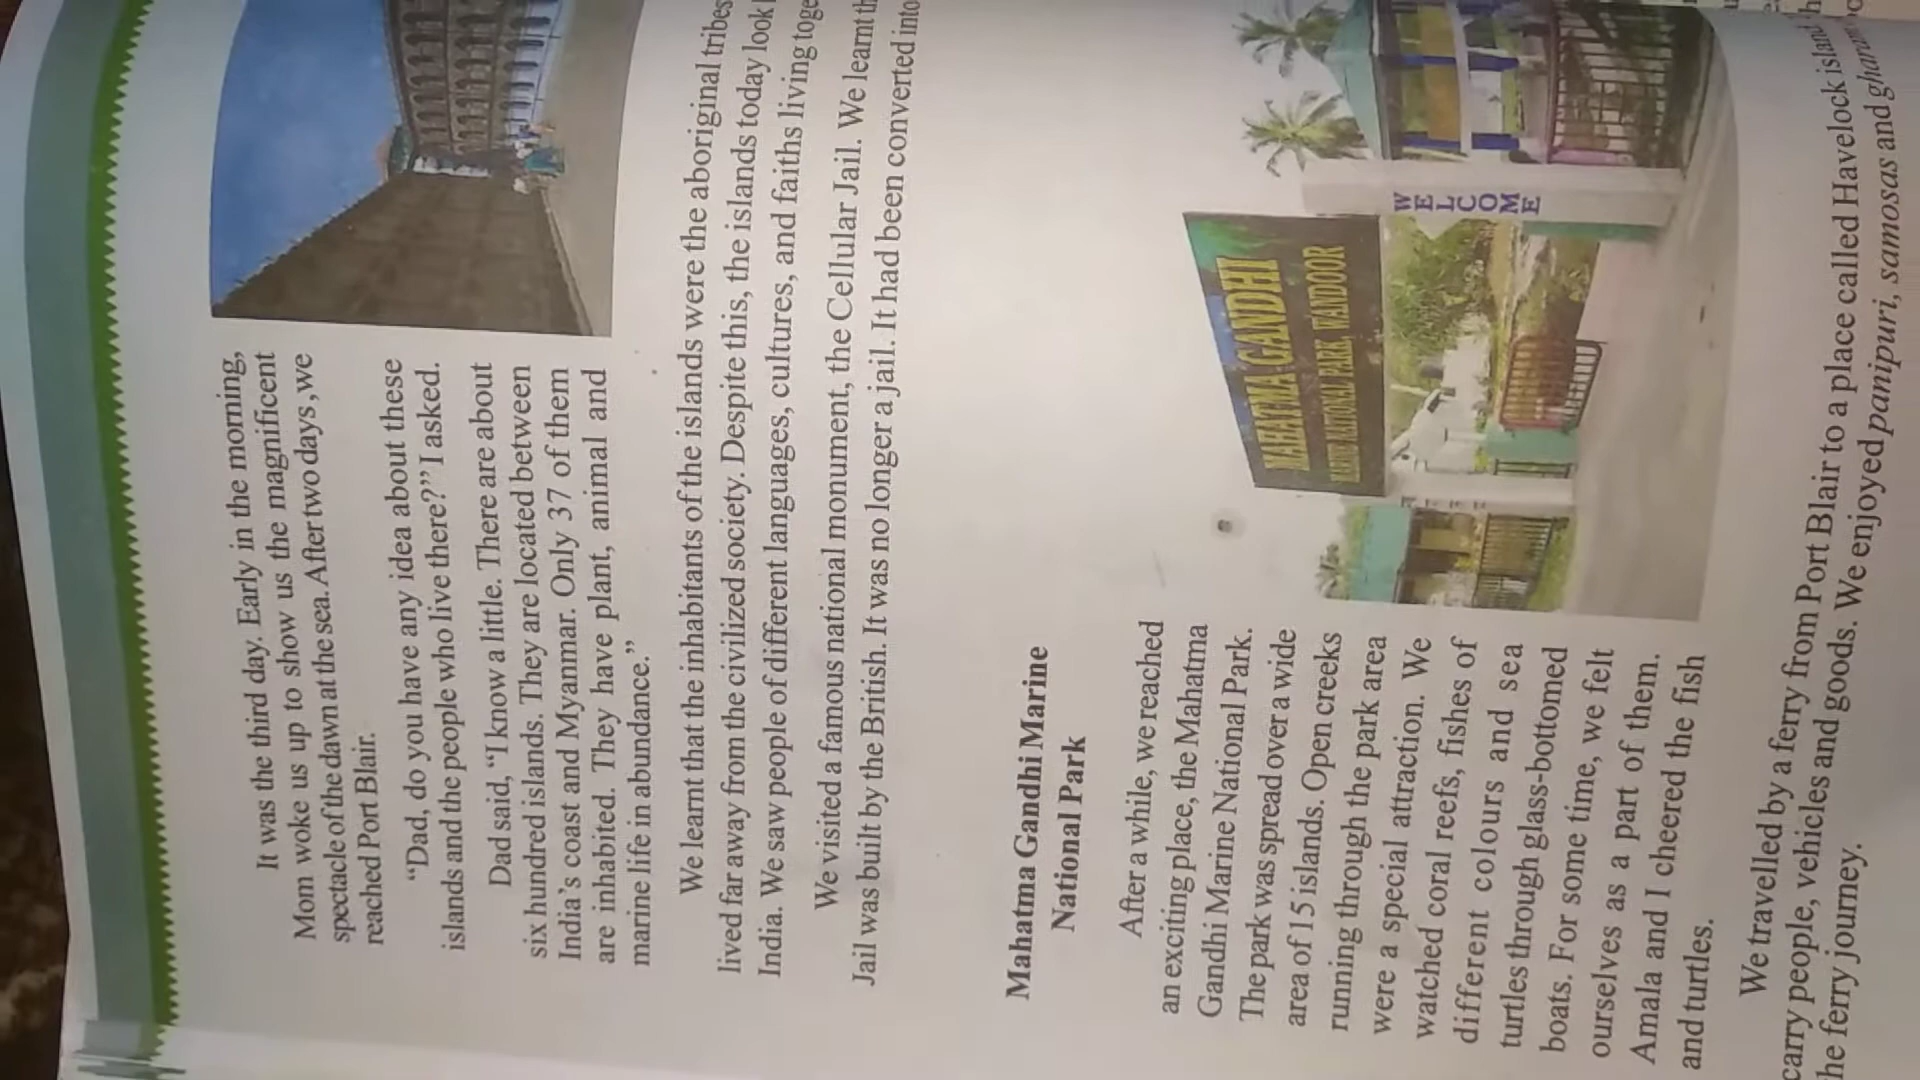 It was the third day. Early in the morning,
Mom woke us up to show us the magnificent
spectacle of the dawn at the sea. After two days, we
reached Port Blair.
“Dad, do you have any idea about these
islands and the people who live there?” I asked.
Dad said, “I know a little. There are about
six hundred islands. They are located between
India’s coast and Myanmar. Only 37 of them
are inhabited. They have plant, animal and
marine life in abundance.”
We learnt that the inhabitants of the islands were the aboriginal tribes
lived far away from the civilized society. Despite this, the islands today look
India. We saw people of different languages, cultures, and faiths living toge
We visited a famous national monument, the Cellular Jail. We learnt th
Jail was built by the British. It was no longer a jail. It had been converted into
Mahatma Gandhi Marine
National Park
After a while, we reached
an exciting place, the Mahatma
Gandhi Marine National Park.
The park was spread over a wide
area of 15 islands. Open creeks
running through the park area
were a special attraction. We
watched coral reefs, fishes of
different colours and sea
turtles through glass-bottomed
boats. For some time, we felt
ourselves as a part of them.
Amala and I cheered the fish
and turtles.
MAHATMA GANDHI
MARINE NATIONAL PARK, WANDOOR
WELCOME
We travelled by a ferry from Port Blair to a place called Havelock island
carry people, vehicles and goods. We enjoyed panipuri, samosas and
he ferry journey.